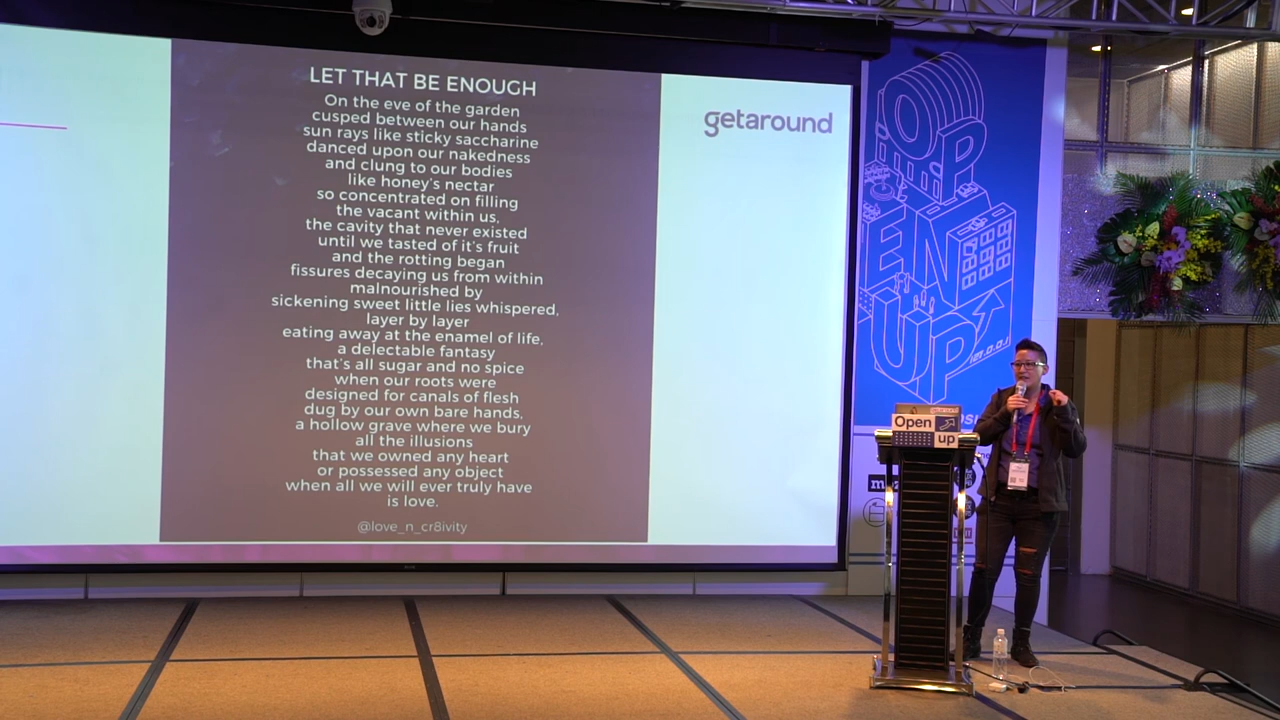 LET THAT BE ENOUGH
On the eve of the garden
cusped between our hands
sun rays like sticky saccharine
danced upon our nakedness
and clung to our bodies
like honey's nectar
so concentrated on filling
the vacant within us,
the cavity that never existed
until we tasted of it's fruit
and the rotting began
fissures decaying us from within
malnourished by
sickening sweet little lies whispered,
layer by layer
eating away at the enamel of life,
a delectable fantasy
that's all sugar and no spice
when our roots were
designed for canals of flesh
dug by our own bare hands,
a hollow grave where we bury
all the illusions
that we owned any heart
or possessed any object
when all we will ever truly have
is love.
@love_n_cr8ivity
getaround
OP
EN
UP
Open
up